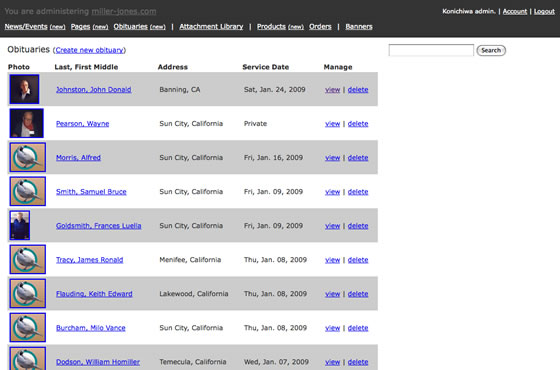 You are administering miller-jones.com
Konichiwa admin. | Account | Logout
News/Events (new) Pages (new) Obituaries (new) | Attachment Library | Products (new) Orders | Banners
Obituaries (Create new obituary)
Search
Photo Last, First Middle Address Service Date Manage
Johnston, John Donald Banning, CA Sat, Jan. 24, 2009 view | delete
Pearson, Wayne Sun City, California Private view | delete
Morris, Alfred Sun City, California Fri, Jan. 16, 2009 view | delete
Smith, Samuel Bruce Sun City, California Fri, Jan. 09, 2009 view | delete
Goldsmith, Frances Luella Sun City, California Fri, Jan. 09, 2009 view | delete
Tracy, James Ronald Menifee, California Thu, Jan. 08, 2009 view | delete
Flauding, Keith Edward Lakewood, California Thu, Jan. 08, 2009 view | delete
Burcham, Milo Vance Sun City, California Thu, Jan. 08, 2009 view | delete
Dodson, William Homiller Temecula, California Wed, Jan. 07, 2009 view | delete